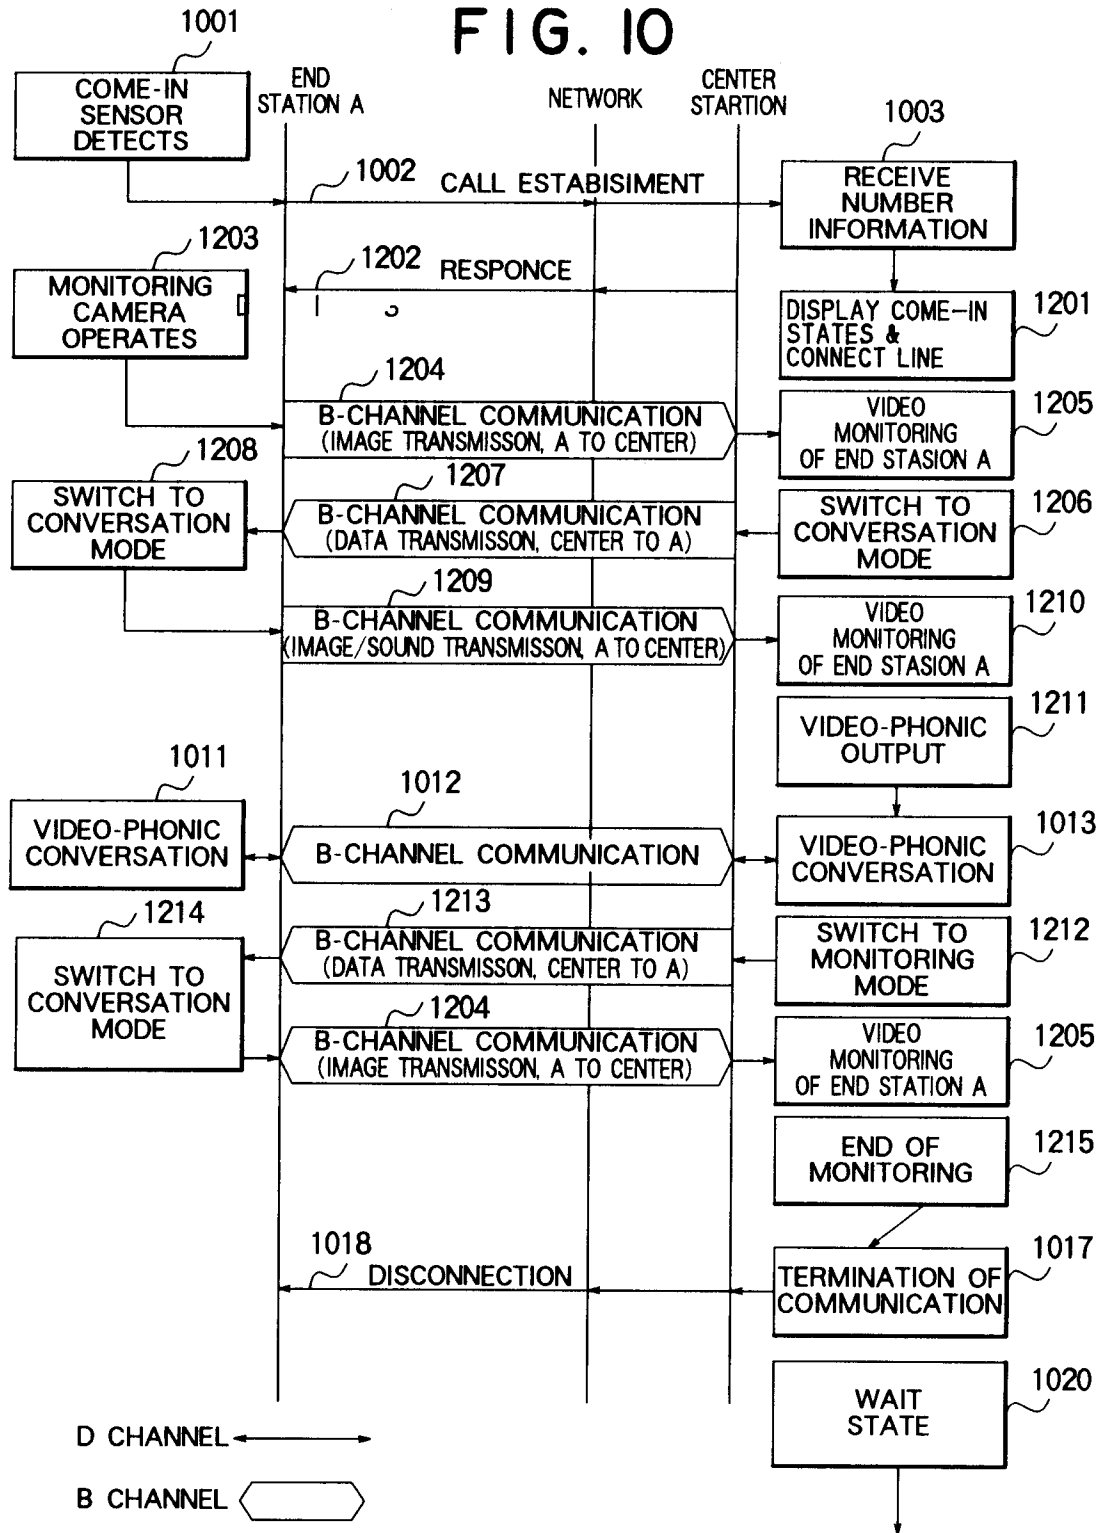 FIG. 10
1001
COME-IN
SENSOR
DETECTS
END
STATION A
NETWORK
CENTER
STARTION
1002
CALL ESTABISIMENT
1003
RECEIVE
NUMBER
INFORMATION
1203
MONITORING
CAMERA
OPERATES
1202
RESPONCE
1201
DISPLAY COME-IN
STATES &
CONNECT LINE
1204
B-CHANNEL COMMUNICATION
(IMAGE TRANSMISSON, A TO CENTER)
1205
VIDEO
MONITORING
OF END STASION A
1208
SWITCH TO
CONVERSATION
MODE
1207
B-CHANNEL COMMUNICATION
(DATA TRANSMISSON, CENTER TO A)
1206
SWITCH TO
CONVERSATION
MODE
1209
B-CHANNEL COMMUNICATION
(IMAGE/SOUND TRANSMISSON, A TO CENTER)
1210
VIDEO
MONITORING
OF END STASION A
1211
VIDEO-PHONIC
OUTPUT
1011
VIDEO-PHONIC
CONVERSATION
1012
B-CHANNEL COMMUNICATION
1013
VIDEO-PHONIC
CONVERSATION
1214
SWITCH TO
CONVERSATION
MODE
1213
B-CHANNEL COMMUNICATION
(DATA TRANSMISSON, CENTER TO A)
1212
SWITCH TO
MONITORING
MODE
1204
B-CHANNEL COMMUNICATION
(IMAGE TRANSMISSON, A TO CENTER)
1205
VIDEO
MONITORING
OF END STATION A
1215
END OF
MONITORING
1018
DISCONNECTION
1017
TERMINATION OF
COMMUNICATION
1020
WAIT
STATE
D CHANNEL
B CHANNEL